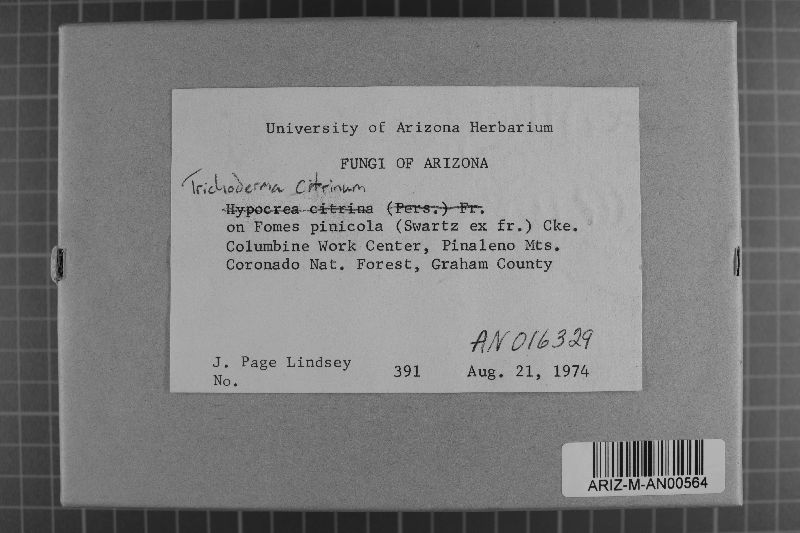 University of Arizona Herbarium
FUNGI OF ARIZONA
Trichoderma citrinum
Hypocrea citrina (Pers.) Fr.
on Fomes pinicola (Swartz ex fr.) Cke.
Columbine Work Center, Pinaleno Mts.
Coronado Nat. Forest, Graham County
AN016329
J. Page Lindsey
No. 391 Aug. 21, 1974
ARIZ-M-AN00564